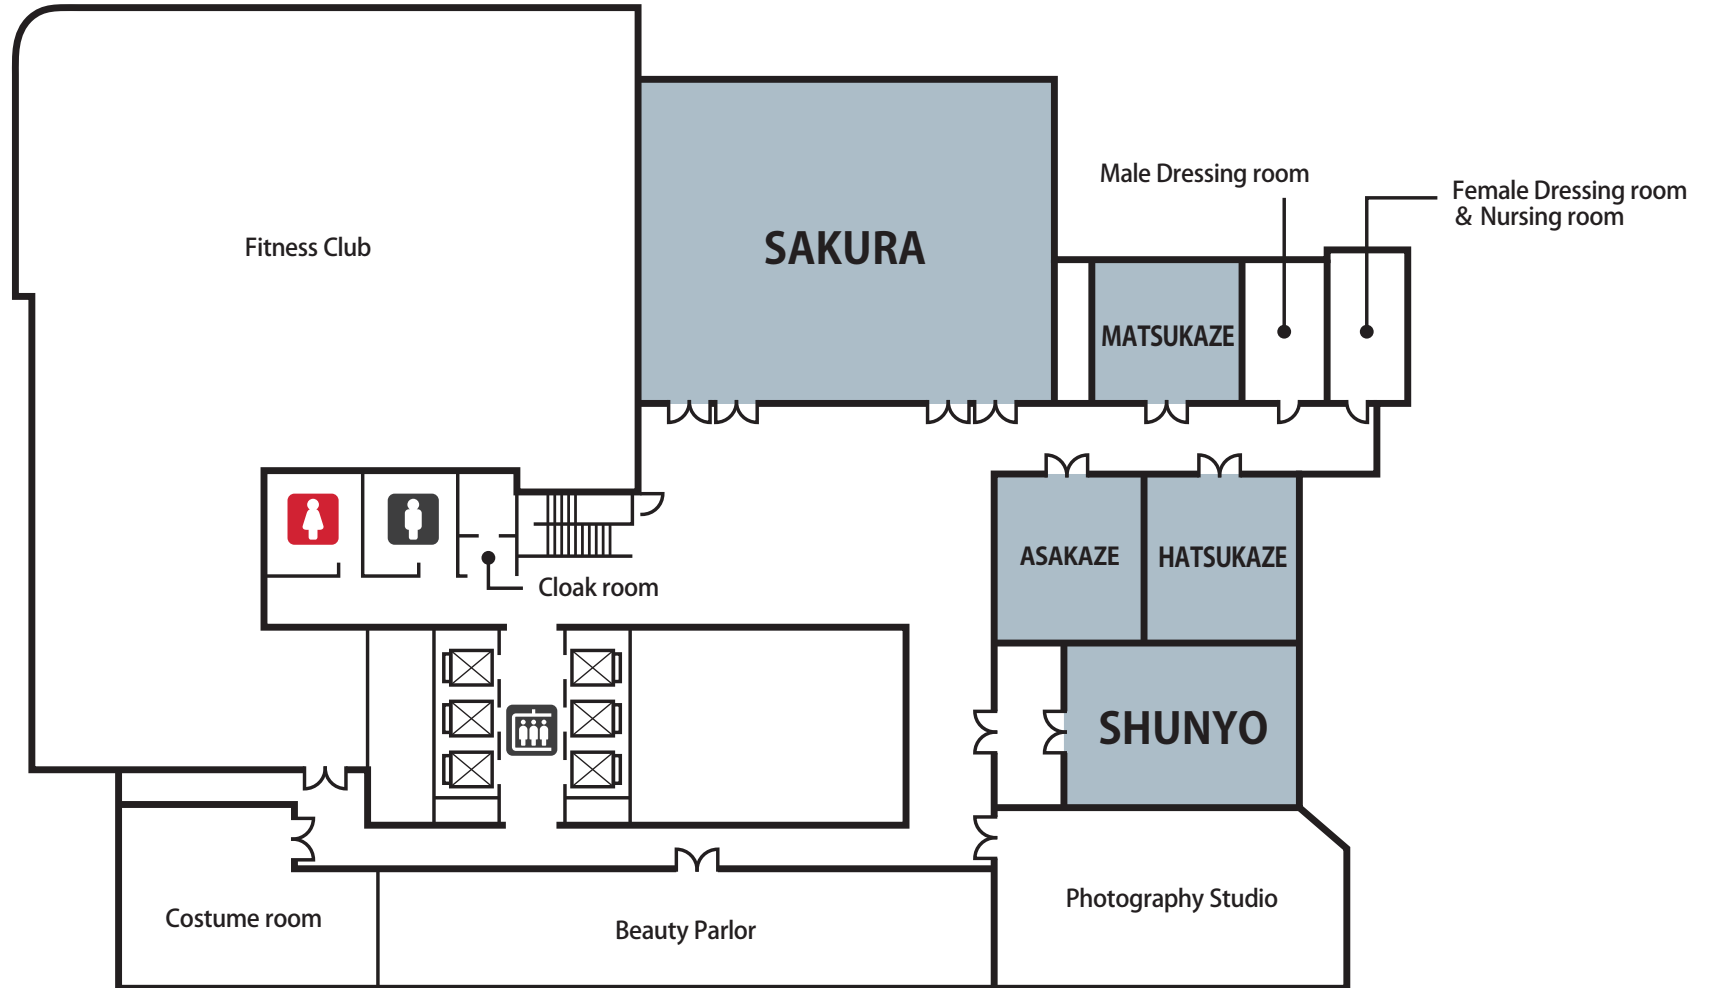 Male Dressing room
Female Dressing room
& Nursing room
Fitness Club
SAKURA
MATSUKAZE
ASAKAZE
HATSUKAZE
Cloak room
SHUNYO
Costume room
Beauty Parlor
Photography Studio